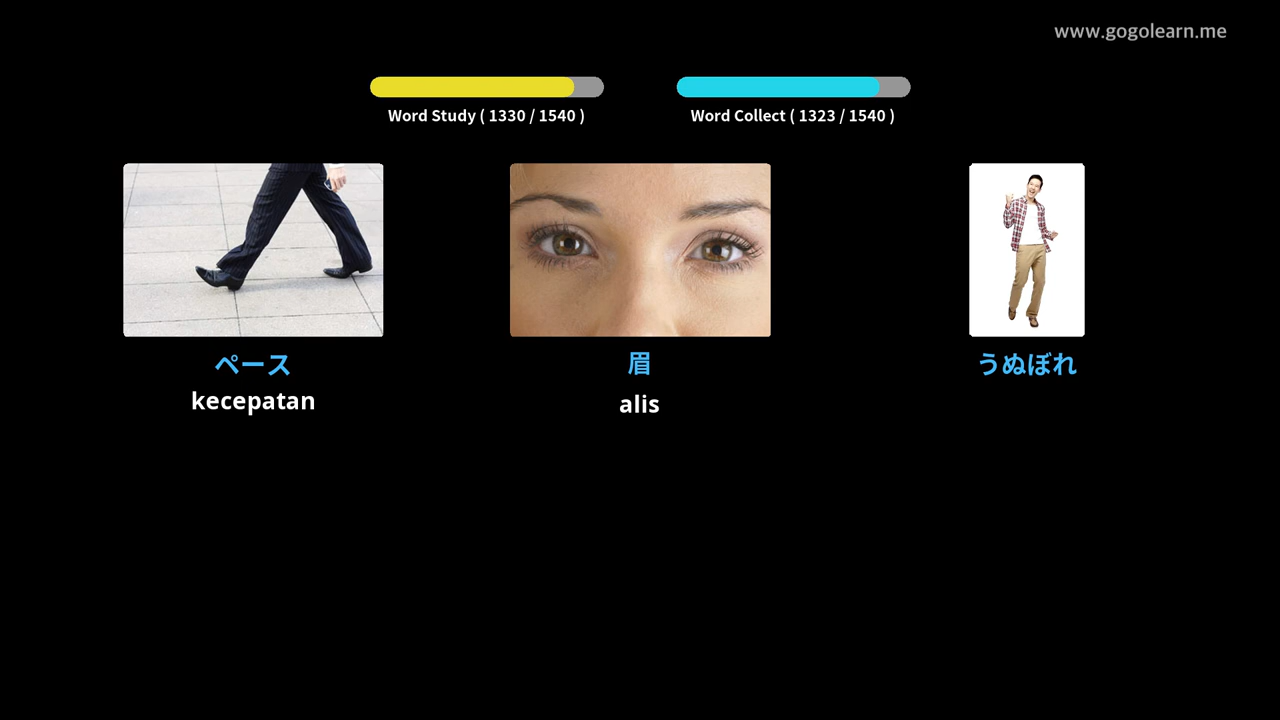 www.gogolearn.me
Word Study ( 1330 / 1540 )
Word Collect ( 1323 / 1540 )
ペース
kecepatan
眉
alis
うぬぼれ